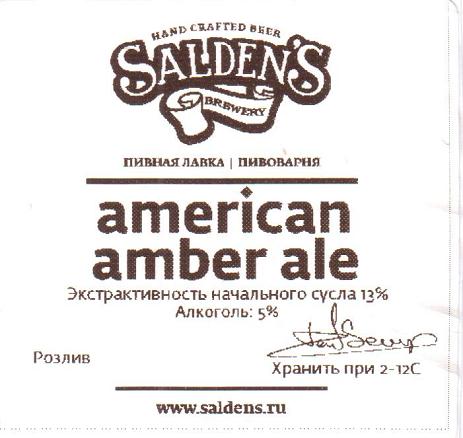 HAND CRAFTED BEER
SALDEN'S
BREWERY
ПИВНАЯ ЛАВКА | ПИВОВАРНЯ
american
amber ale
Экстрактивность начального сусла 13%
Алкоголь: 5%
Розлив
Хранить при 2-12С
www.saldens.ru